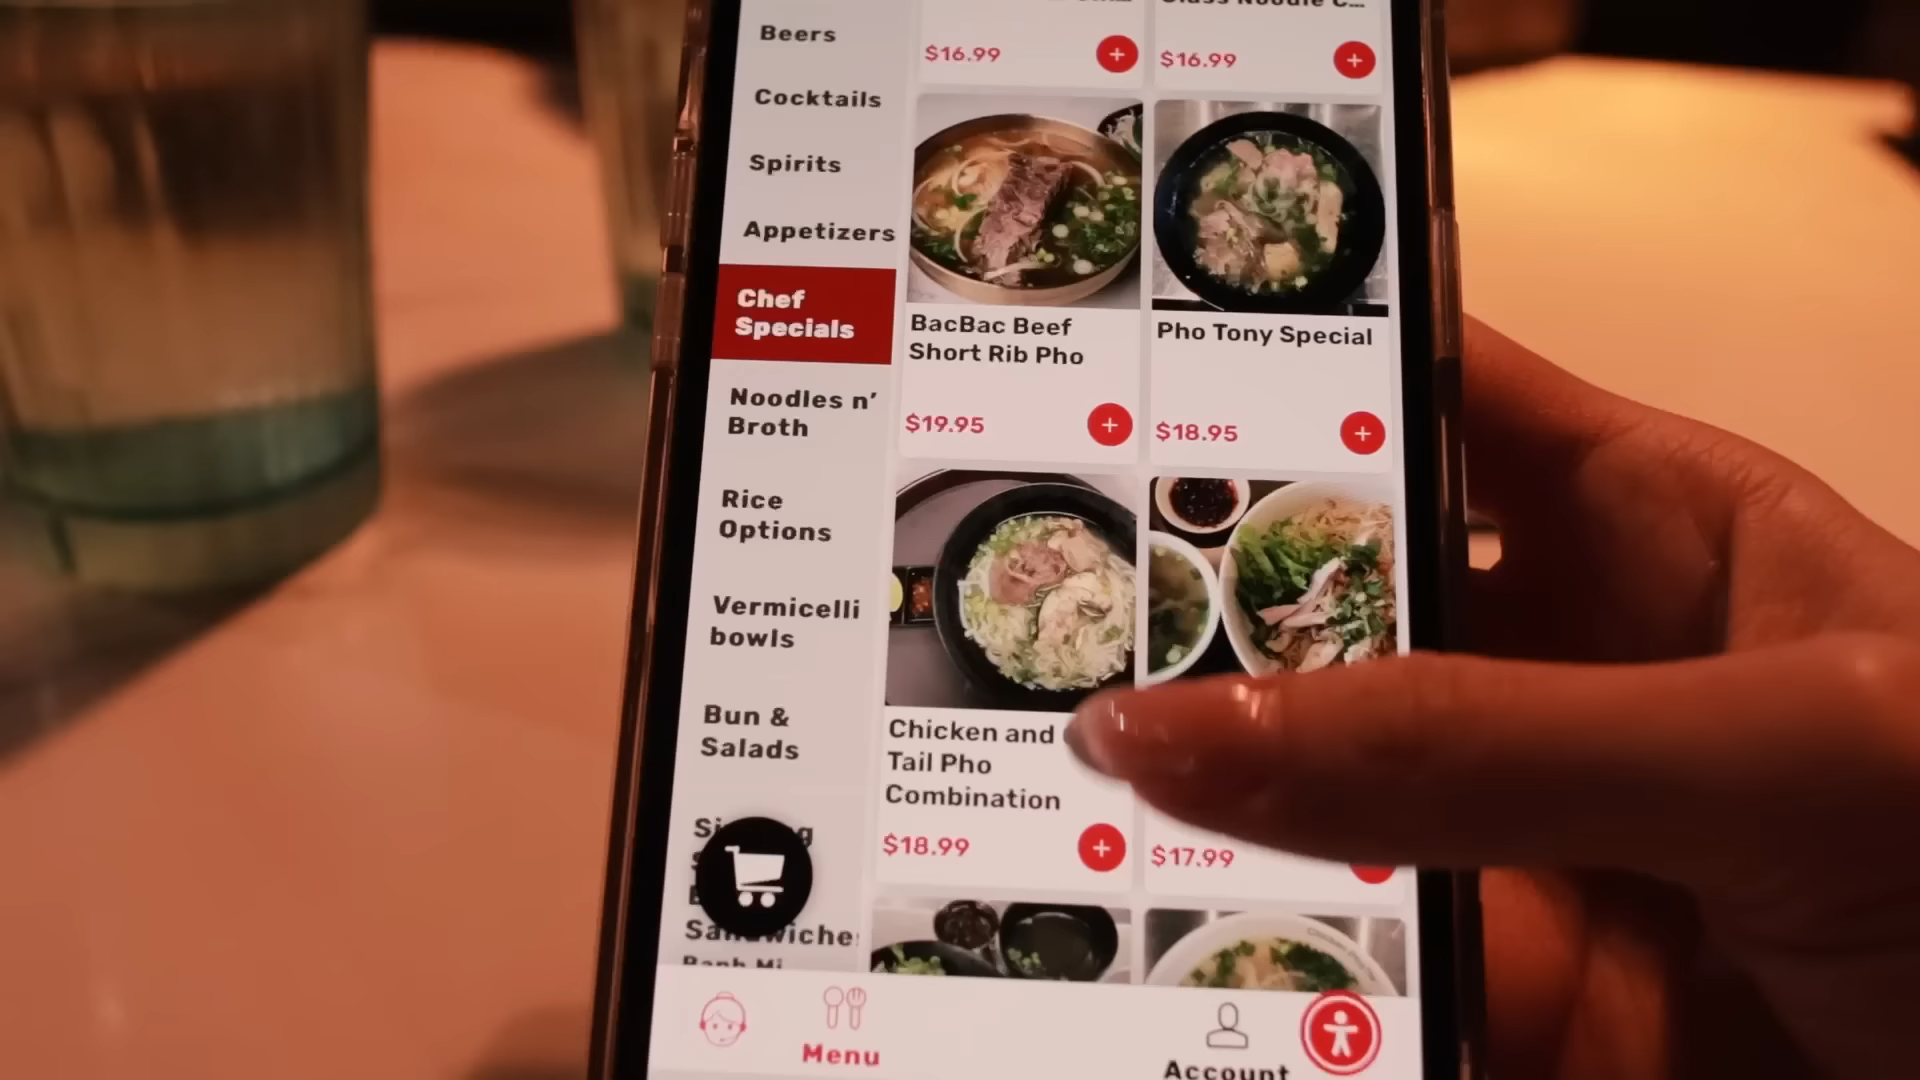 Beers
Cocktails
Spirits
Appetizers
Chef
Specials
Noodles n'
Broth
Rice
Options
Vermicelli
bowls
Bun &
Salads
$16.99
$16.99
BacBac Beef
Short Rib Pho
$19.95
Pho Tony Special
$18.95
Chicken and
Tail Pho
Combination
$18.99
$17.99
Menu
Account